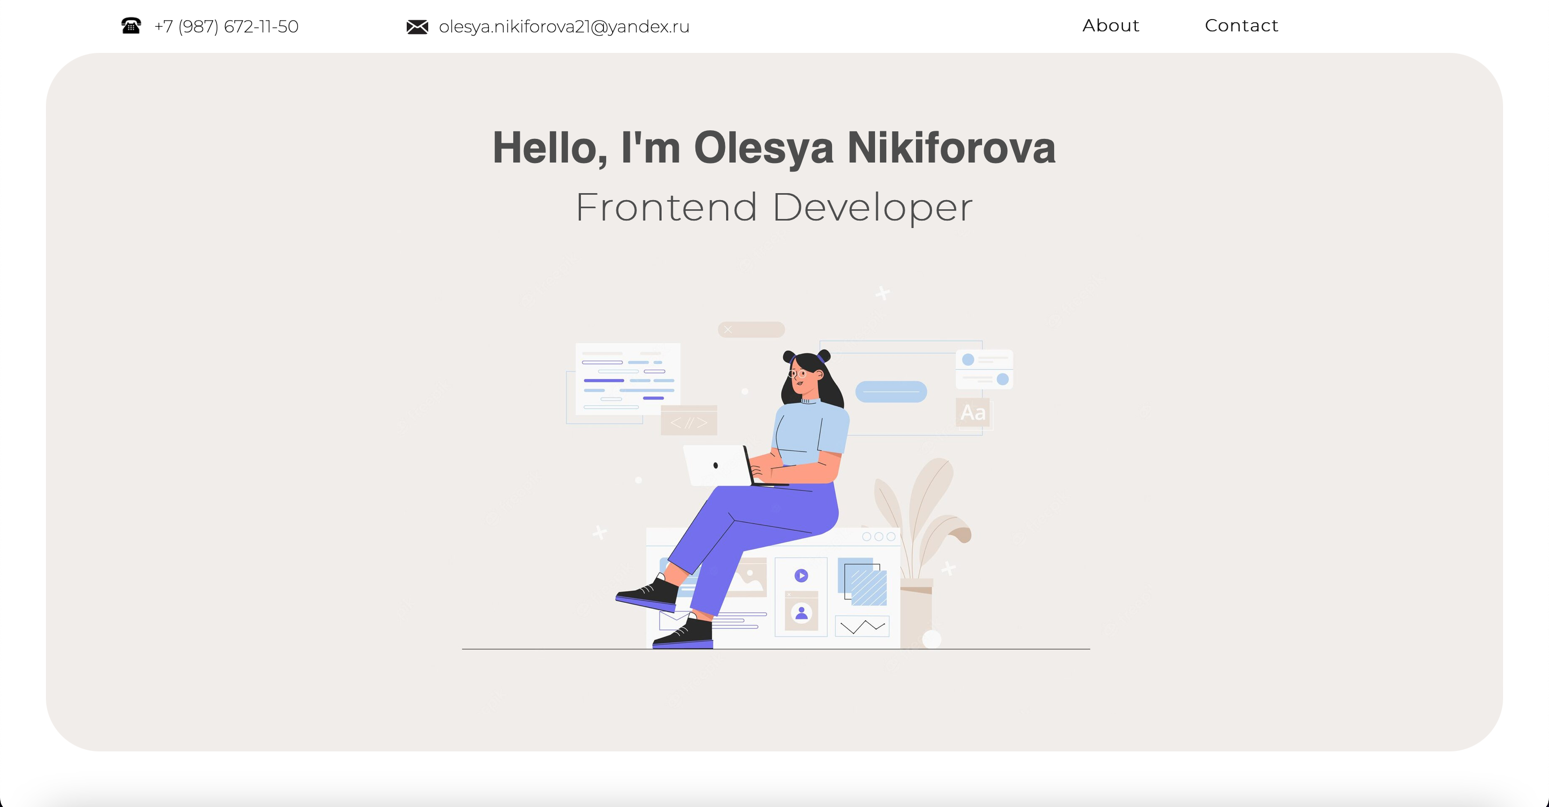 +7 (987) 672-11-50 olesya.nikiforova21@yandex.ru About Contact
Hello, I'm Olesya Nikiforova
Frontend Developer
Aa
<//>